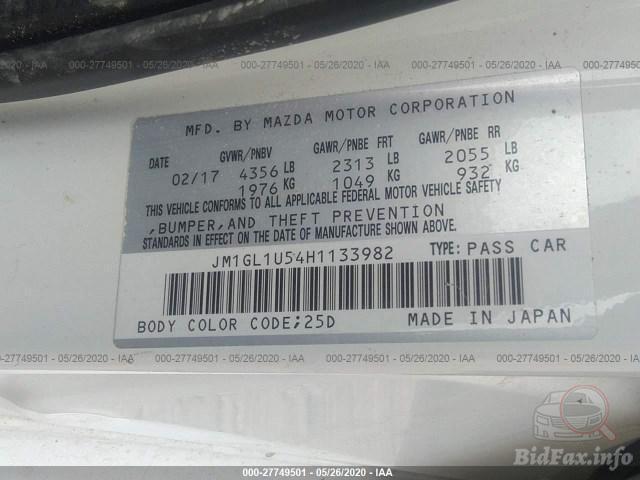 000-27749501 • 05/26/2020 - IAA 000-27749501 • 05/26/2020 - IAA 000-27749501 • 05/26/2020 - IAA
MFD. BY MAZDA MOTOR CORPORATION
DATE GVWR/PNBV GAWR/PNBE FRT GAWR/PNBE RR
02/17 4356 LB 2313 LB 2055 LB
1976 KG 1049 KG 932 KG
THIS VEHICLE CONFORMS TO ALL APPLICABLE FEDERAL MOTOR VEHICLE SAFETY
,BUMPER,AND THEFT PREVENTION
STANDARDS IN EFFECT ON THE DATE OF MANUFACTURE SHOWN ABOVE.
JM1GL1U54H1133982 TYPE: PASS CAR
BODY COLOR CODE;25D MADE IN JAPAN
000-27749501 • 05/26/2020 - IAA 000-27749501 • 05/26/2020 - IAA 000-27749501 • 05/26/2020 - IAA
BidFax.info
000-27749501 • 05/26/2020 - IAA